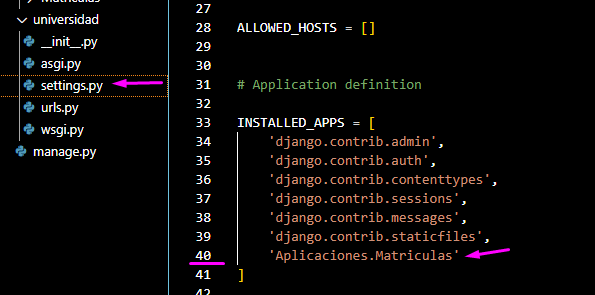 Matriculas
universidad
__init__.py
asgi.py
settings.py
urls.py
wsgi.py
manage.py
27
28 ALLOWED_HOSTS = []
29
30
31 # Application definition
32
33 INSTALLED_APPS = [
34 'django.contrib.admin',
35 'django.contrib.auth',
36 'django.contrib.contenttypes',
37 'django.contrib.sessions',
38 'django.contrib.messages',
39 'django.contrib.staticfiles',
40 'Aplicaciones.Matriculas'
41 ]
42